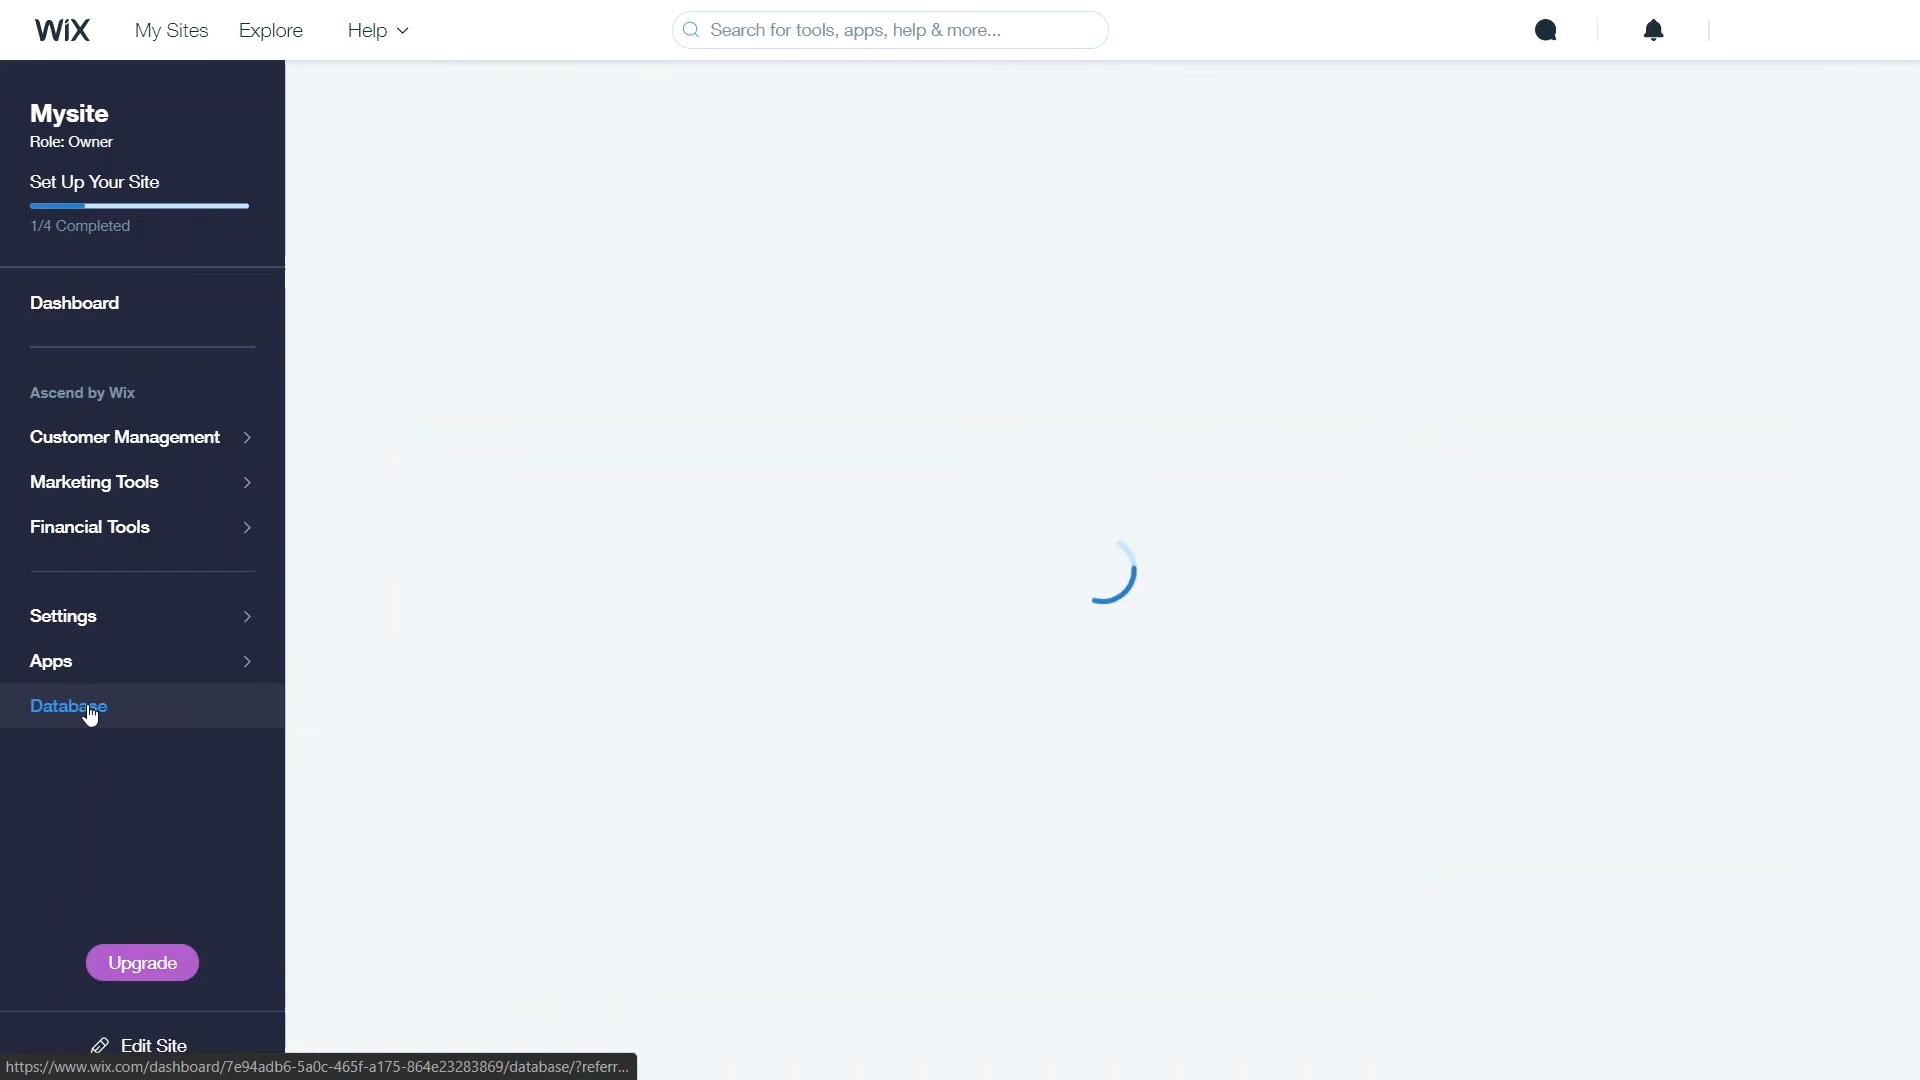 WiX My Sites Explore Help Search for tools, apps, help & more...
Mysite
Role: Owner
Set Up Your Site
1/4 Completed
Dashboard
Ascend by Wix
Customer Management
Marketing Tools
Financial Tools
Settings
Apps
Database
Upgrade
Edit Site
https://www.wix.com/dashboard/7e94adb6-5a0c-465f-a175-864e23283869/database/?referr...